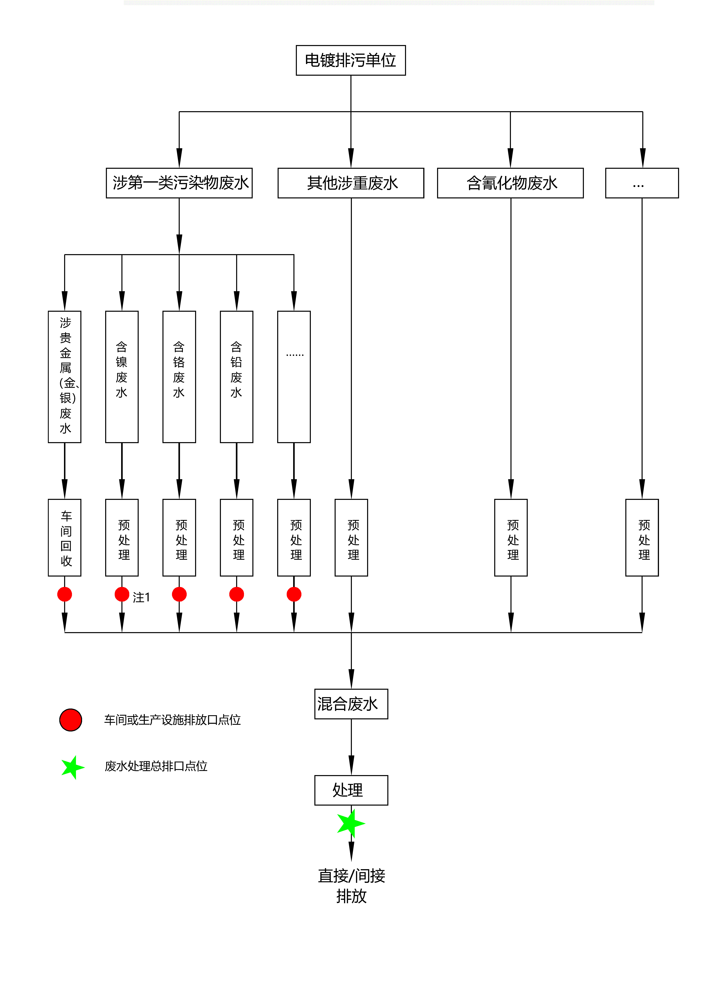 电镀排污单位
涉第一类污染物废水
其他涉重废水
含氰化物废水
...
涉贵金属(金、银)废水
含镍废水
含铬废水
含铅废水
......
车间回收
预处理
预处理
预处理
预处理
预处理
预处理
预处理
注1
混合废水
车间或生产设施排放口点位
废水处理总排口点位
处理
直接/间接
排放